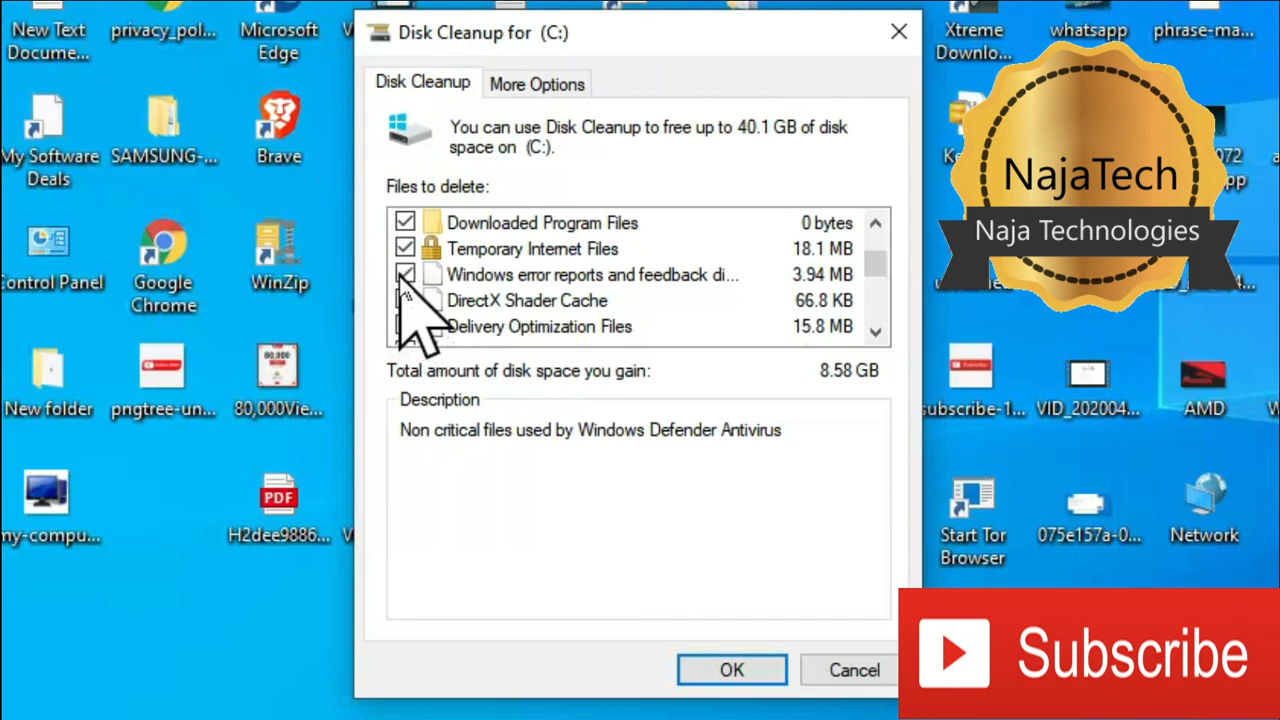 New Text
Docume...
privacy_pol...
Microsoft
Edge
Disk Cleanup for (C:)
Disk Cleanup
More Options
You can use Disk Cleanup to free up to 40.1 GB of disk
space on (C:).
Files to delete:
Downloaded Program Files
0 bytes
Temporary Internet Files
18.1 MB
Windows error reports and feedback di...
3.94 MB
DirectX Shader Cache
66.8 KB
Delivery Optimization Files
15.8 MB
Total amount of disk space you gain:
8.58 GB
Description
Non critical files used by Windows Defender Antivirus
OK
Cancel
My Software
Deals
SAMSUNG-...
Brave
Control Panel
Google
Chrome
WinZip
New folder
pngtree-un...
80,000
80,000Vie...
my-compu...
PDF
H2dee9886...
Xtreme
Downlo...
whatsapp
phrase-ma...
NajaTech
Naja Technologies
subscribe-1...
VID_202004...
AMD
Start Tor
Browser
075e157a-0...
Network
Subscribe